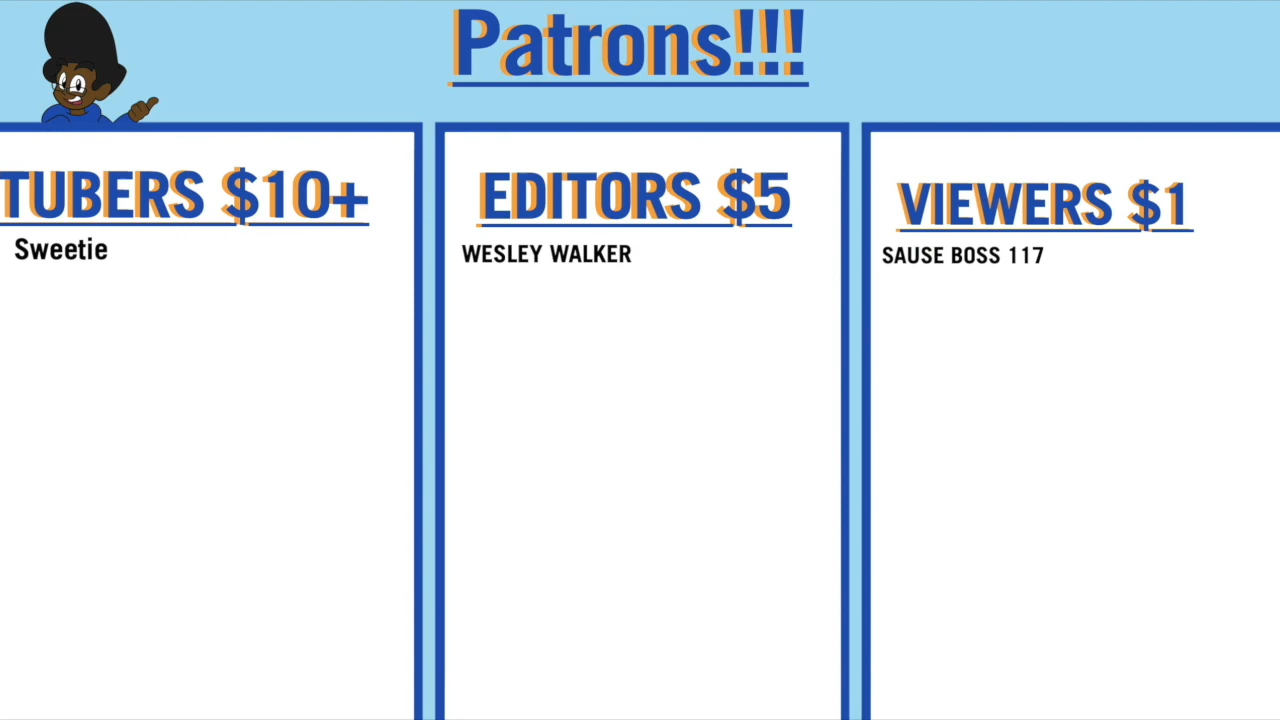 Patrons!!!
TUBERS $10+
Sweetie
EDITORS $5
WESLEY WALKER
VIEWERS $1
SAUSE BOSS 117